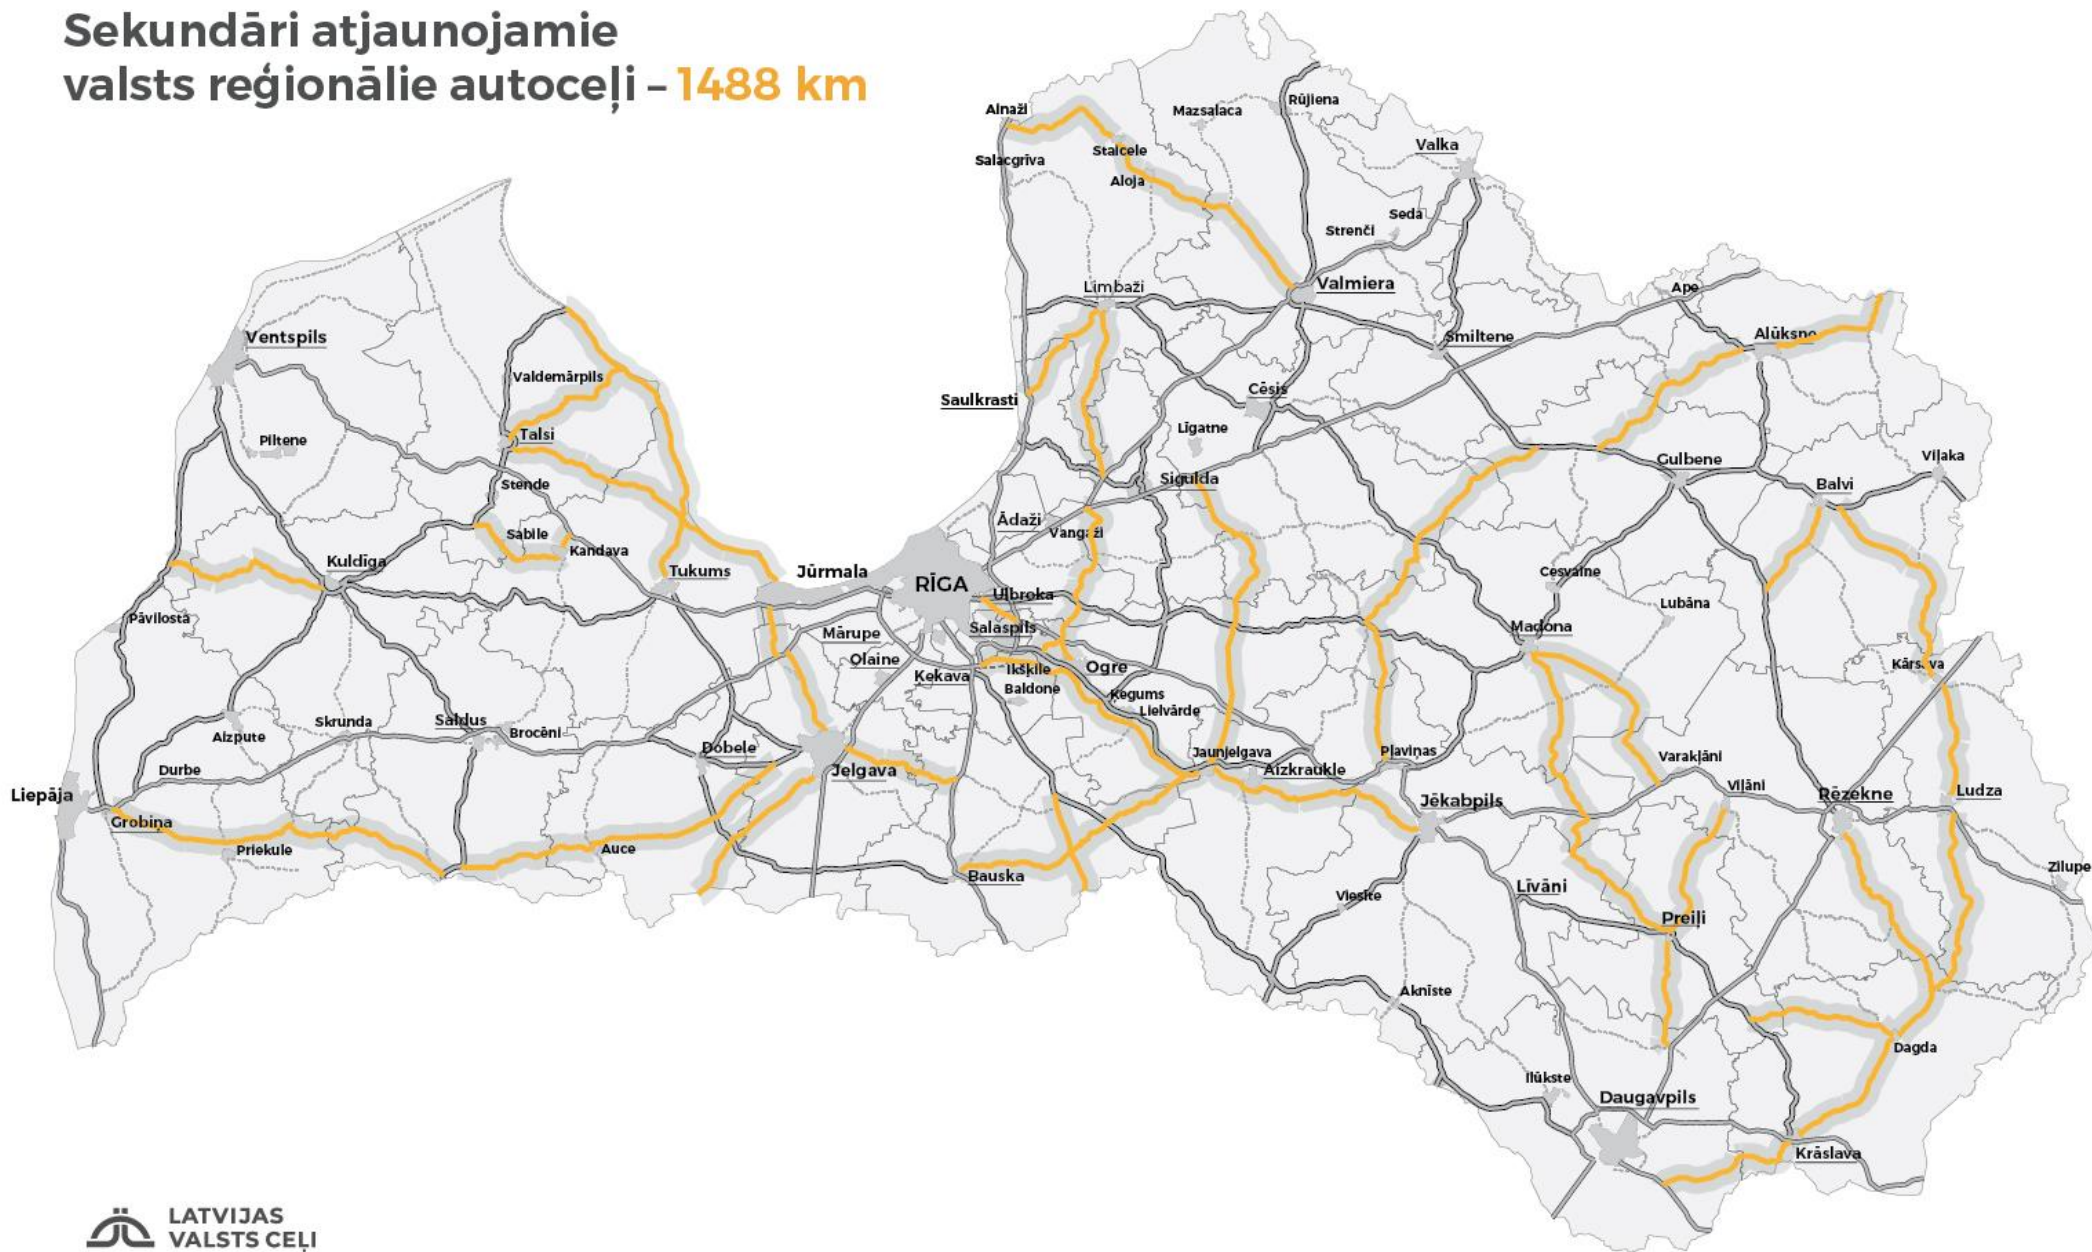 Sekundāri atjaunojamie
valsts reģionālie autoceļi – 1488 km
Ainaži
Mazsalaca
Rūjiena
Staicele
Valka
Salacgrīva
Aloja
Seda
Strenči
Limbaži
Valmiera
Ape
Ventspils
Smiltene
Alūksne
Valdemārpils
Cēsis
Saulkrasti
Līgatne
Talsi
Piltene
Gulbene
Viļaka
Sigulda
Stende
Balvi
Ādaži
Vangaži
Sabile
Kandava
Kuldīga
Tukums
Jūrmala
RĪGA
Cesvaine
Ulbroka
Lubāna
Pāvilosta
Mārupe
Salaspils
Madona
Olaine
Ķekava
Ikšķile
Ogre
Kārsava
Baldone
Ķegums
Lielvārde
Skrunda
Saldus
Brocēni
Aizpute
Dobele
Jaunjelgava
Pļaviņas
Varakļāni
Durbe
Jelgava
Aizkraukle
Viļāni
Liepāja
Jēkabpils
Rēzekne
Ludza
Grobiņa
Priekule
Auce
Bauska
Zilupe
Viesīte
Līvāni
Preiļi
Aknīste
Dagda
Ilūkste
Daugavpils
Krāslava
LATVIJAS
VALSTS CEĻI